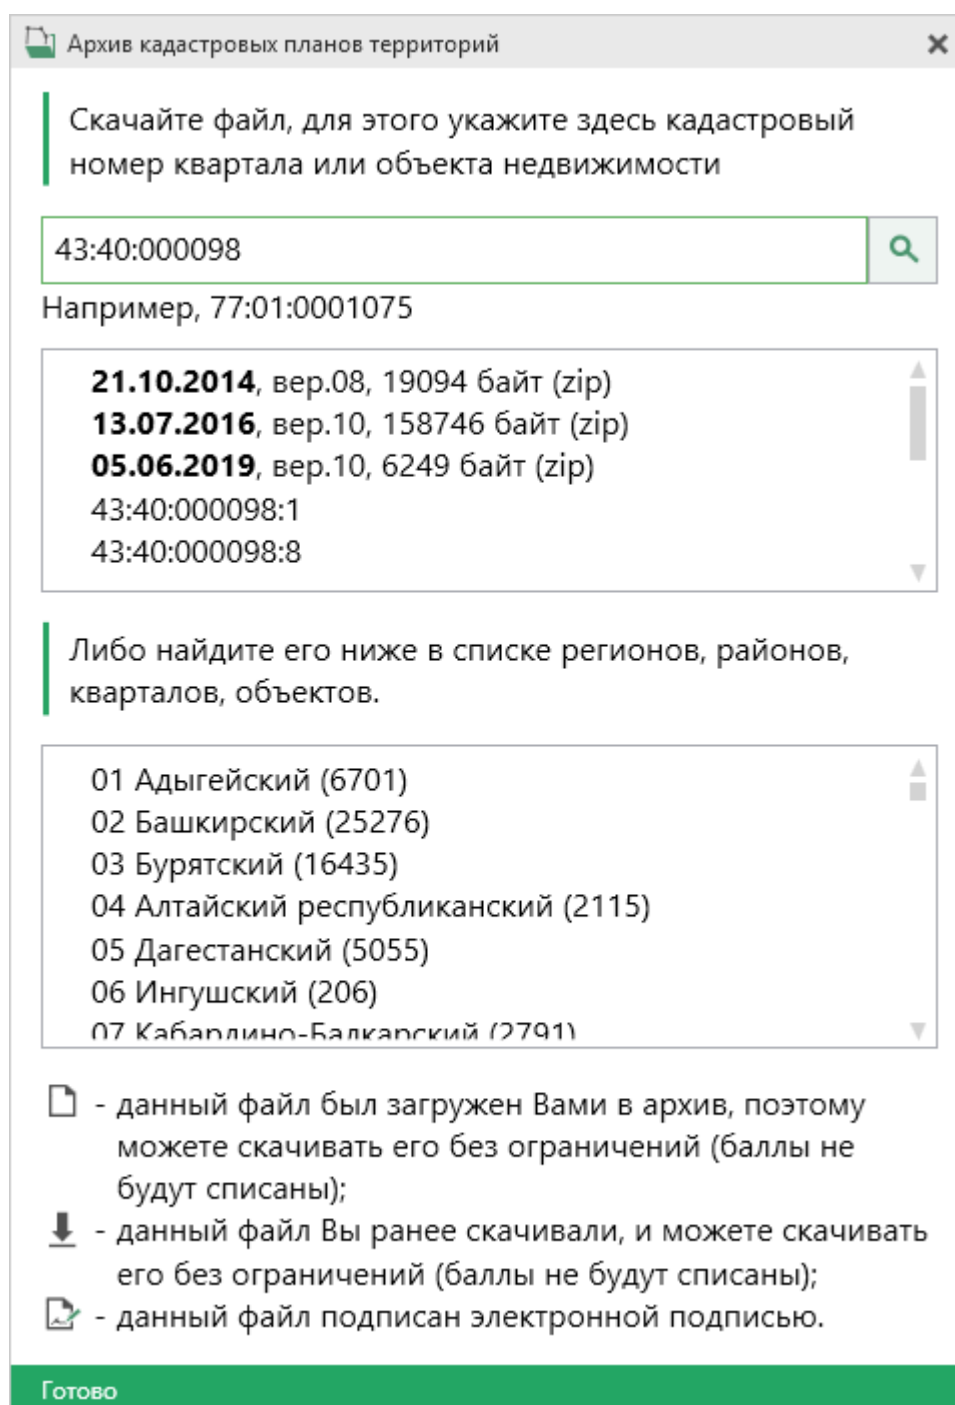 Архив кадастровых планов территорий
Скачайте файл, для этого укажите здесь кадастровый
номер квартала или объекта недвижимости
43:40:000098
Например, 77:01:0001075
21.10.2014, вер.08, 19094 байт (zip)
13.07.2016, вер.10, 158746 байт (zip)
05.06.2019, вер.10, 6249 байт (zip)
43:40:000098:1
43:40:000098:8
Либо найдите его ниже в списке регионов, районов,
кварталов, объектов.
01 Адыгейский (6701)
02 Башкирский (25276)
03 Бурятский (16435)
04 Алтайский республиканский (2115)
05 Дагестанский (5055)
06 Ингушский (206)
07 Кабардино-Балкарский (2791)
- данный файл был загружен Вами в архив, поэтому
можете скачивать его без ограничений (баллы не
будут списаны);
- данный файл Вы ранее скачивали, и можете скачивать
его без ограничений (баллы не будут списаны);
- данный файл подписан электронной подписью.
Готово